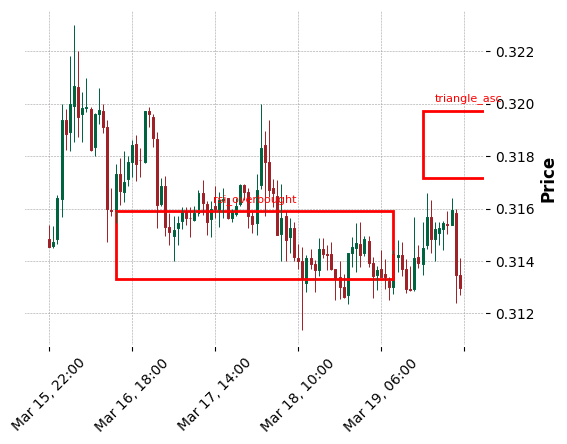 0.322
triangle_asc
0.320
0.318
rsi_overbought
0.316
0.314
0.312
Price
Mar 15, 22:00
Mar 16, 18:00
Mar 17, 14:00
Mar 18, 10:00
Mar 19, 06:00